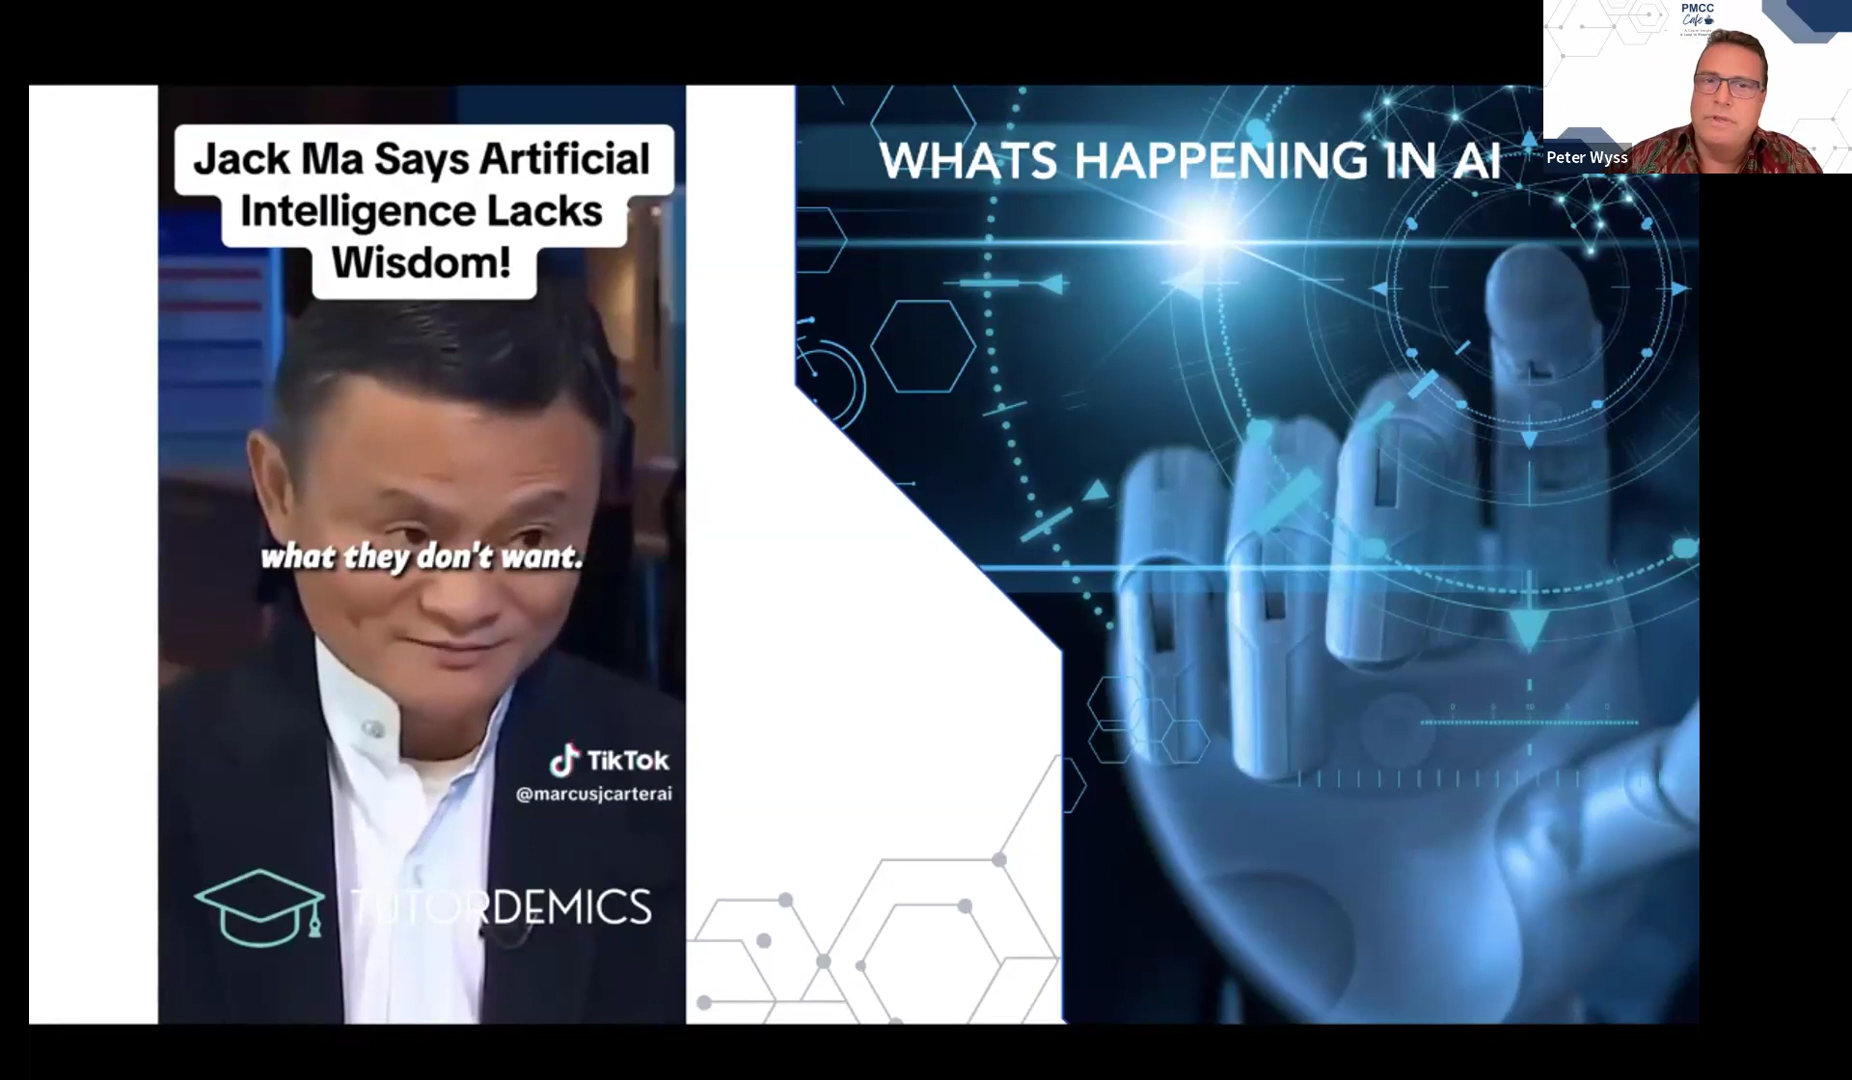 Jack Ma Says Artificial
Intelligence Lacks
Wisdom!
what they don't want.
TikTok
@marcusjcarterai
TUTORDEMICS
WHATS HAPPENING IN AI
PMCC
Cafe
Peter Wyss